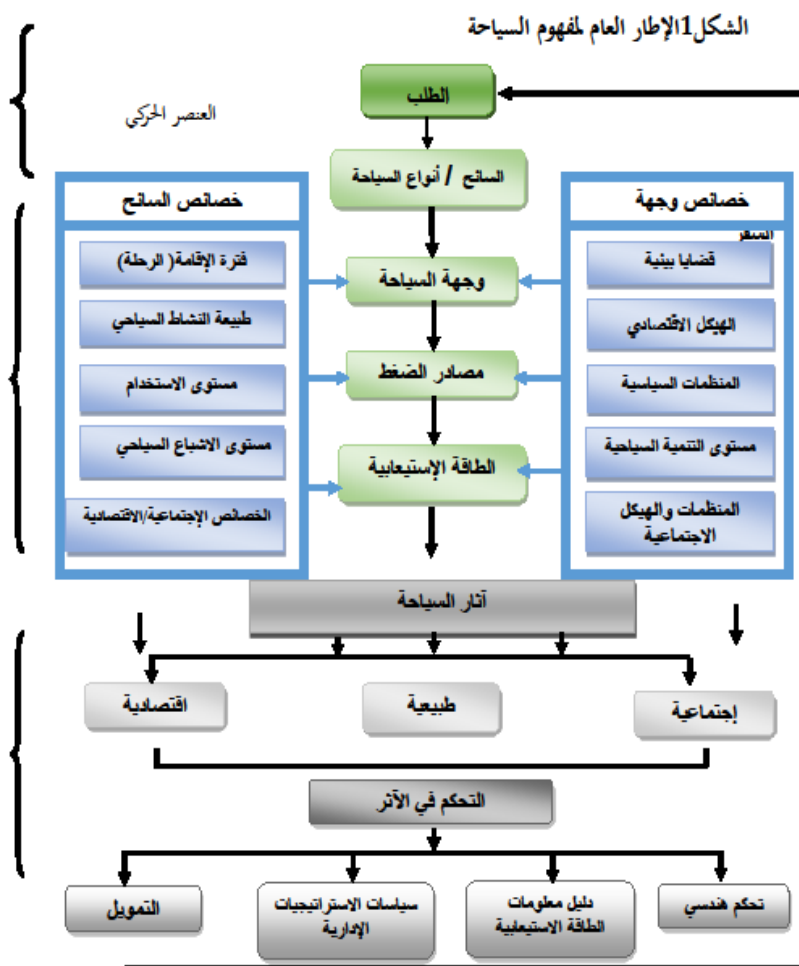 الشكل1الإطار العام لمفهوم السياحة
الطلب
العنصر الحركي
السائح / أنواع السياحة
خصائص وجهة
السفر
قضايا بيئية
الهيكل الاقتصادي
المنظمات السياسية
مستوى التنمية السياحية
المنظمات والهيكل
الاجتماعية
خصائص السائح
فترة الإقامة( الرحلة)
طبيعة النشاط السياحي
مستوى الاستخدام
مستوى الاشباع السياحي
الخصائص الإجتماعية/الاقتصادية
وجهة السياحة
مصادر الضغط
الطاقة الإستيعابية
آثار السياحة
إجتماعية
طبيعية
اقتصادية
التحكم في الآثر
تحكم هندسي
دليل معلومات
الطاقة الاستيعابية
سياسات الاستراتيجيات
الإدارية
التمويل